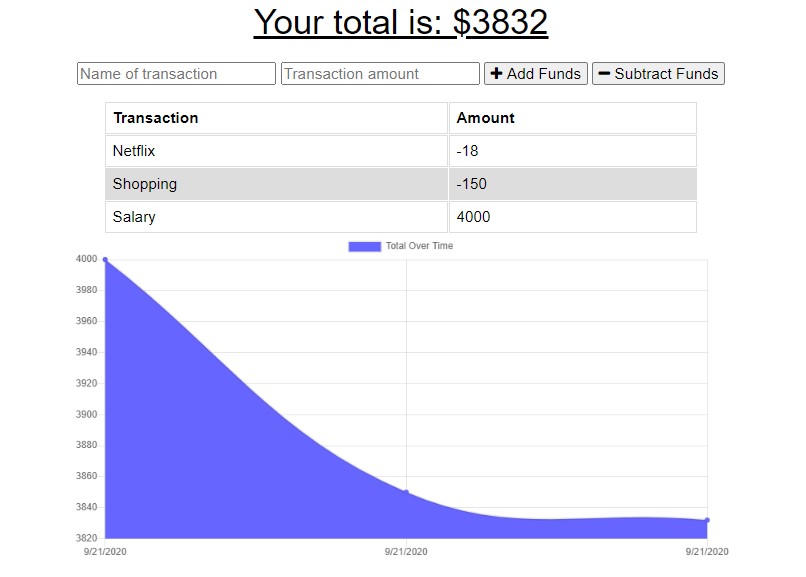 Your total is: $3832
Name of transaction Transaction amount Add Funds Subtract Funds
Transaction Amount
Netflix -18
Shopping -150
Salary 4000
Total Over Time
4000
3980
3960
3940
3920
3900
3880
3860
3840
3820
9/21/2020 9/21/2020 9/21/2020